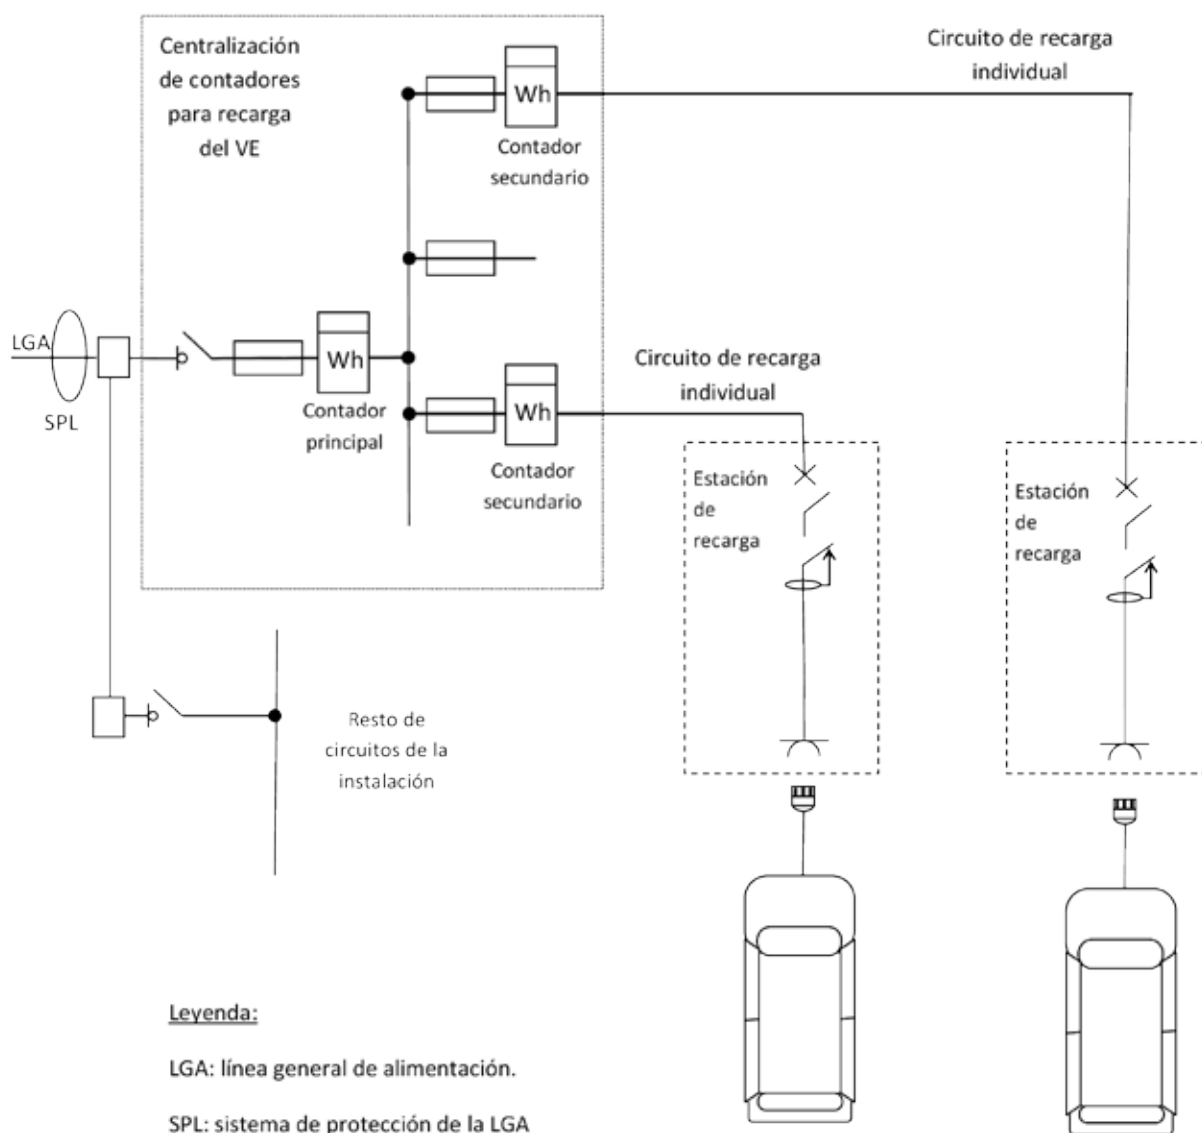 Centralización
de contadores
para recarga
del VE
Wh
Contador
secundario
Circuito de recarga
individual
LGA
SPL
Wh
Contador
principal
Wh
Contador
secundario
Circuito de recarga
individual
Estación
de
recarga
Estación
de
recarga
Resto de
circuitos de la
instalación
Leyenda:
LGA: línea general de alimentación.
SPL: sistema de protección de la LGA